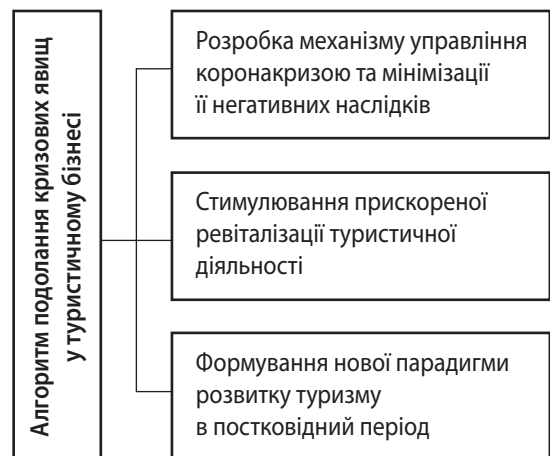 Алгоритм подолання кризових явищ
у туристичному бізнесі
Розробка механізму управління
коронакризою та мінімізації
її негативних наслідків
Стимулювання прискореної
ревіталізації туристичної
діяльності
Формування нової парадигми
розвитку туризму
в постковідний період